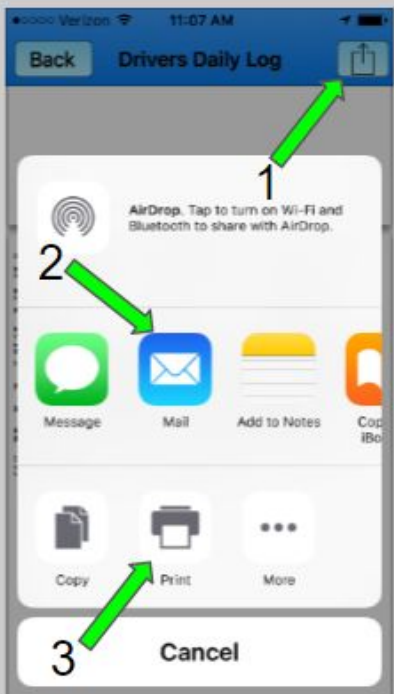 Verizon 11:07 AM
Back Drivers Daily Log
1
AirDrop. Tap to turn on Wi-Fi and
Bluetooth to share with AirDrop.
2
Message Mail Add to Notes Cop
iBo
Copy Print More
3 Cancel